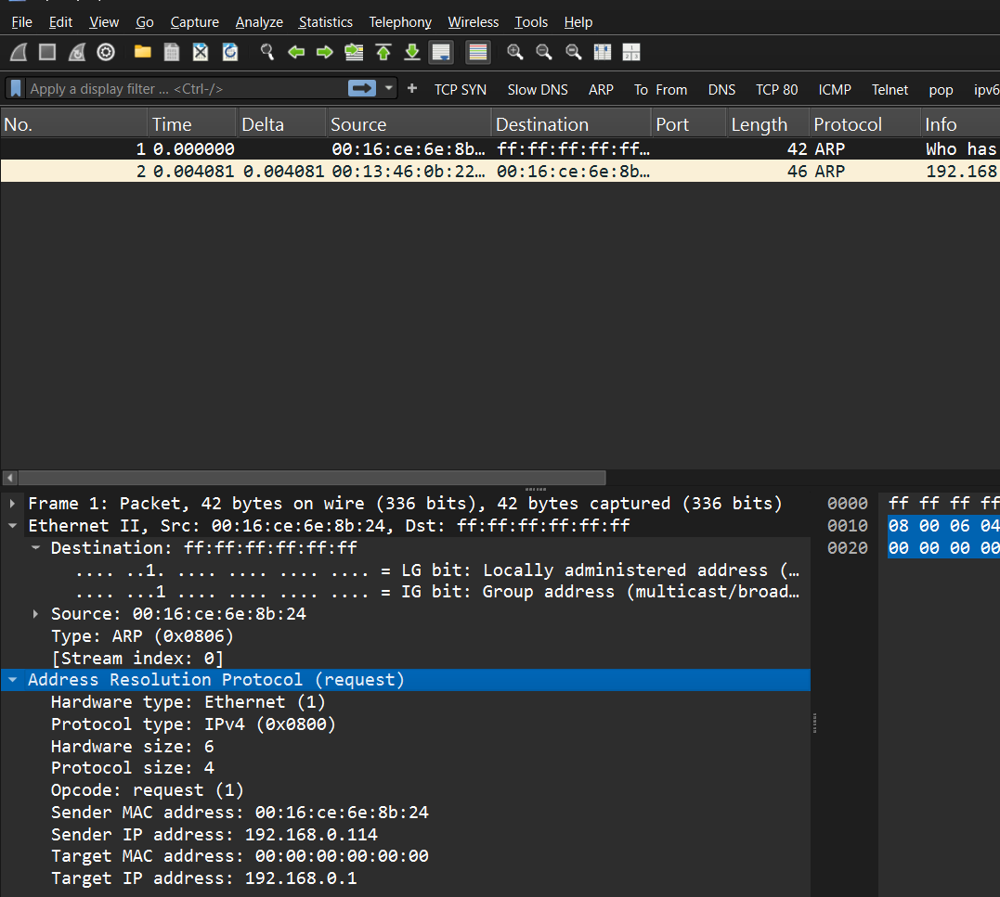 File Edit View Go Capture Analyze Statistics Telephony Wireless Tools Help
Apply a display filter ... <Ctrl-/> + TCP SYN Slow DNS ARP To From DNS TCP 80 ICMP Telnet pop ipv6
No. Time Delta Source Destination Port Length Protocol Info
1 0.000000 00:16:ce:6e:8b… ff:ff:ff:ff:ff… 42 ARP Who has
2 0.004081 0.004081 00:13:46:0b:22… 00:16:ce:6e:8b… 46 ARP 192.168
Frame 1: Packet, 42 bytes on wire (336 bits), 42 bytes captured (336 bits)
Ethernet II, Src: 00:16:ce:6e:8b:24, Dst: ff:ff:ff:ff:ff:ff
Destination: ff:ff:ff:ff:ff:ff
.... ..1. .... .... .... .... = LG bit: Locally administered address (…
.... ...1 .... .... .... .... = IG bit: Group address (multicast/broad…
Source: 00:16:ce:6e:8b:24
Type: ARP (0x0806)
[Stream index: 0]
Address Resolution Protocol (request)
Hardware type: Ethernet (1)
Protocol type: IPv4 (0x0800)
Hardware size: 6
Protocol size: 4
Opcode: request (1)
Sender MAC address: 00:16:ce:6e:8b:24
Sender IP address: 192.168.0.114
Target MAC address: 00:00:00:00:00:00
Target IP address: 192.168.0.1
0000 ff ff ff ff
0010 08 00 06 04
0020 00 00 00 00